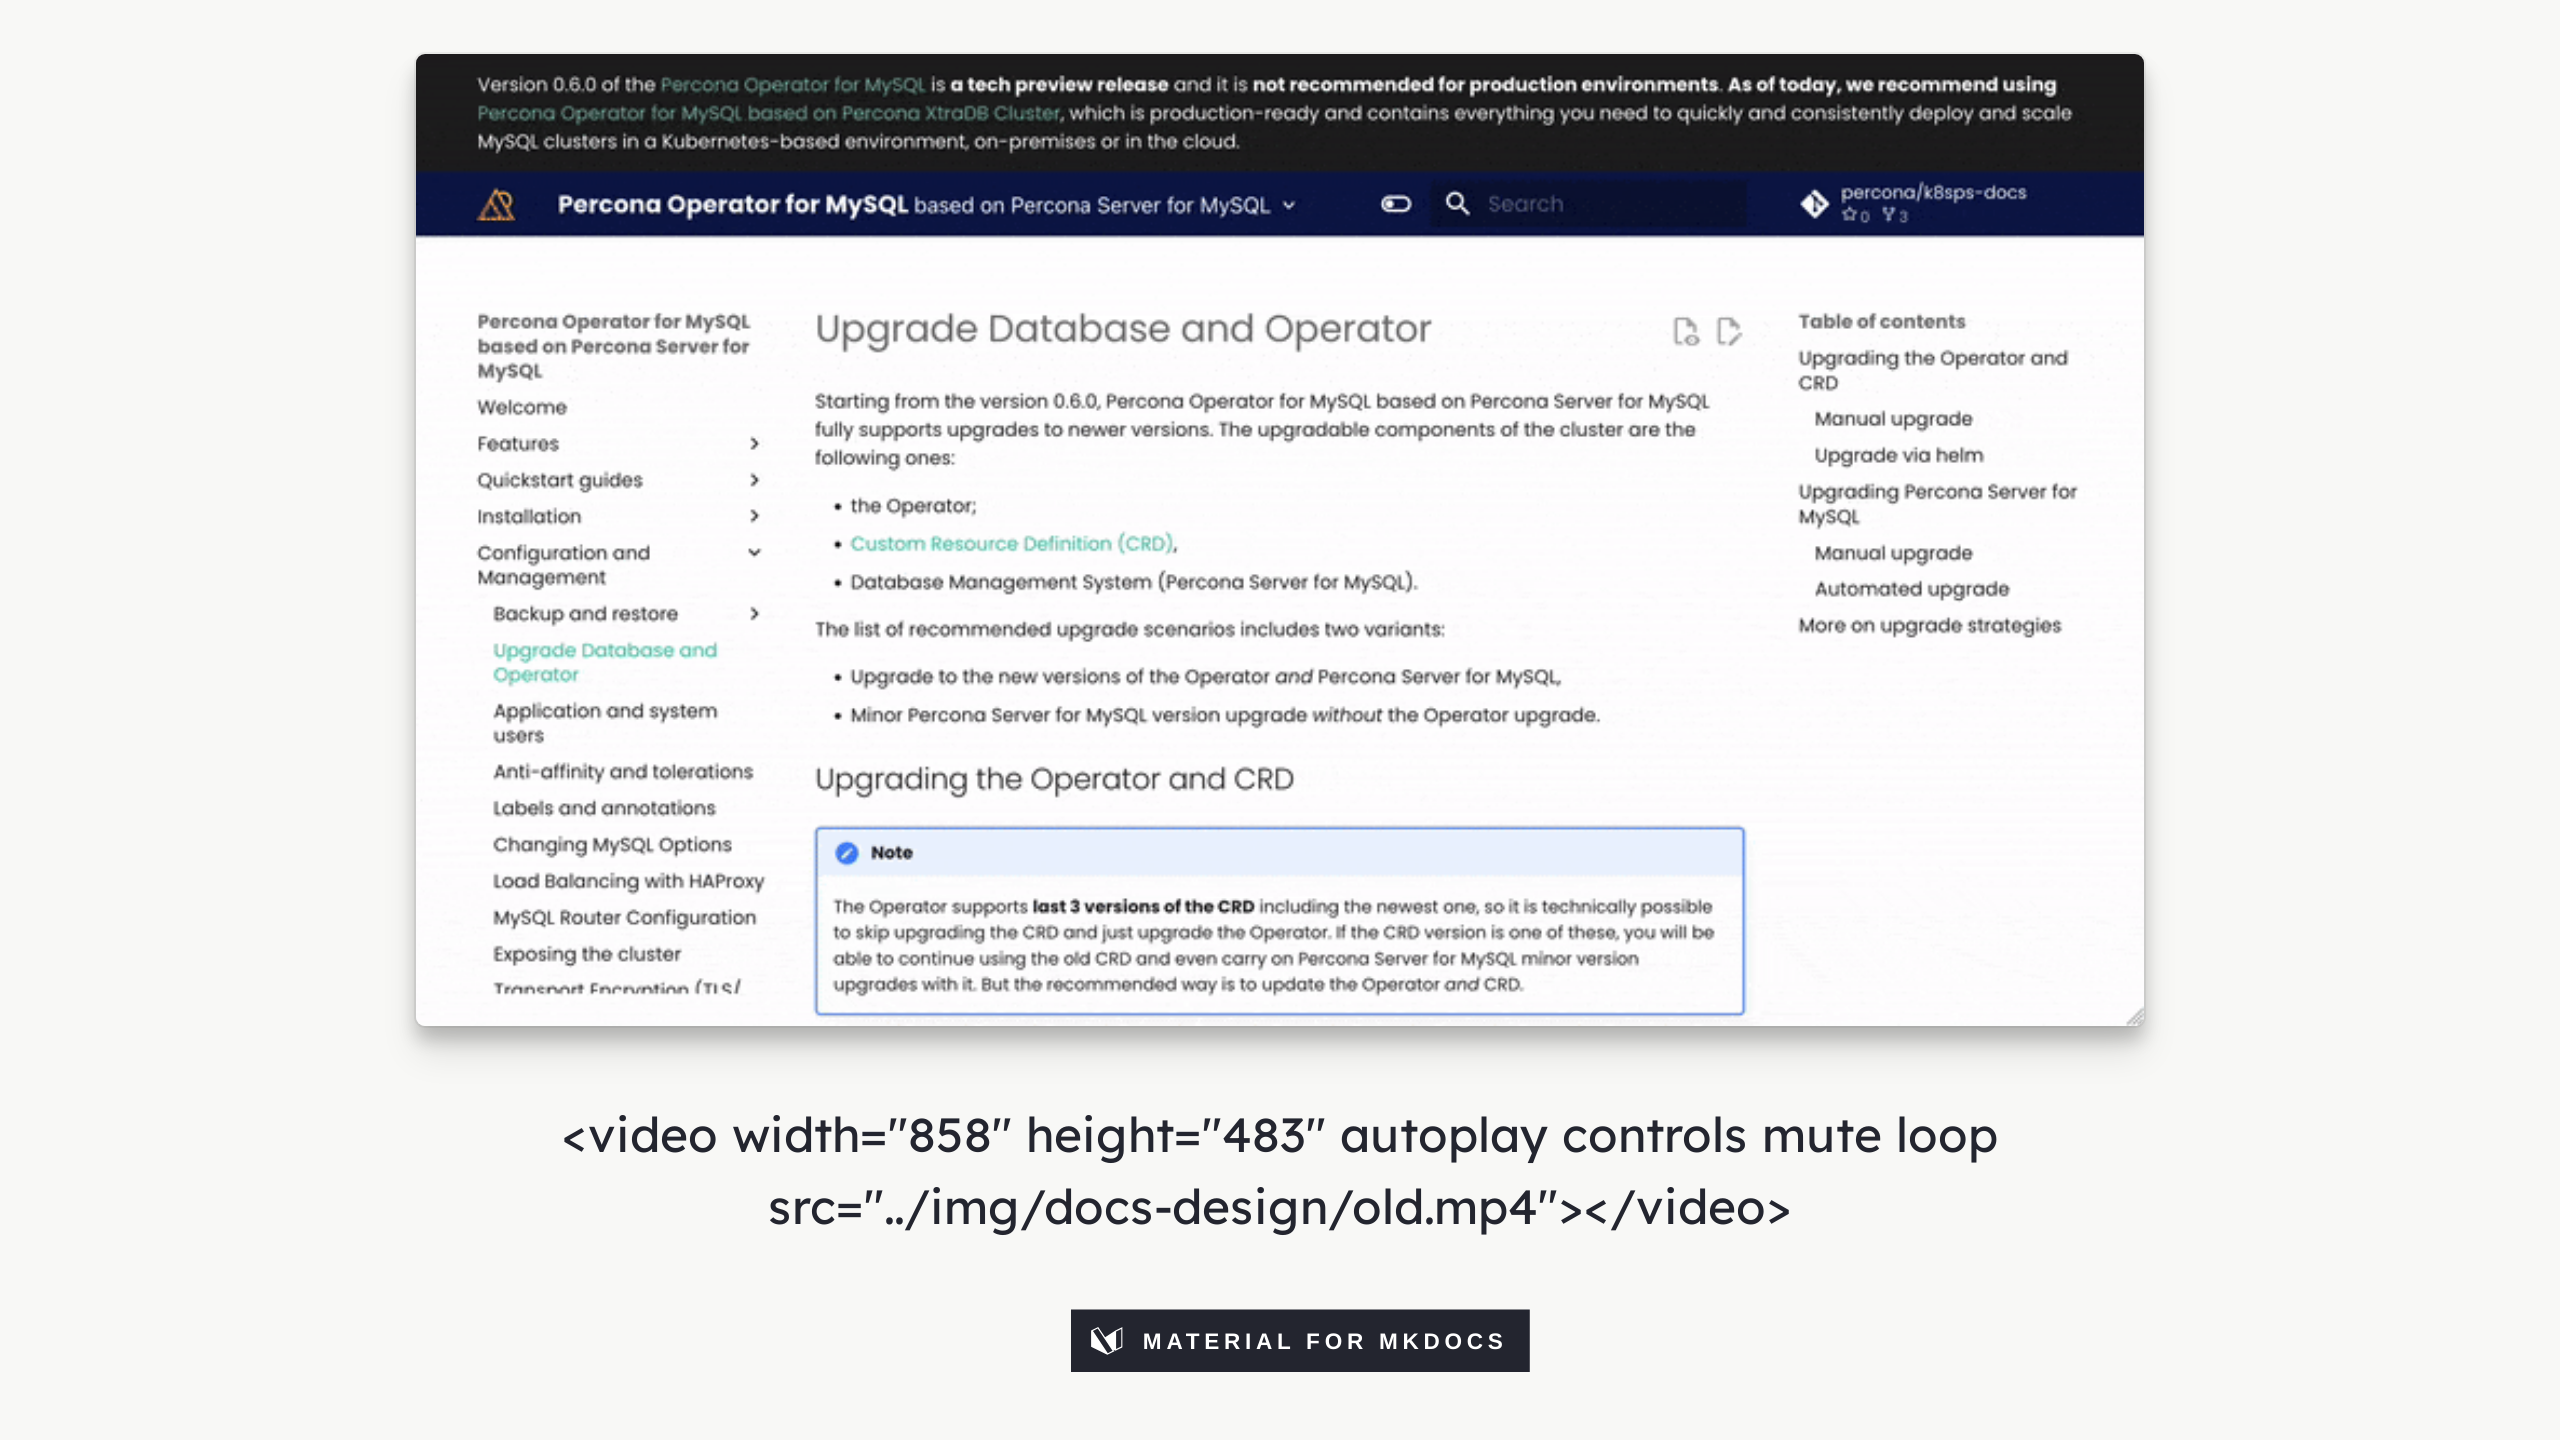 Version 0.6.0 of the Percona Operator for MySQL is a tech preview release and it is not recommended for production environments. As of today, we recommend using
Percona Operator for MySQL based on Percona XtraDB Cluster, which is production-ready and contains everything you need to quickly and consistently deploy and scale
MySQL clusters in a Kubernetes-based environment, on-premises or in the cloud.
Percona Operator for MySQL based on Percona Server for MySQL
Search
percona/k8sps-docs
0 3
Percona Operator for MySQL
based on Percona Server for
MySQL
Welcome
Features
Quickstart guides
Installation
Configuration and
Management
Backup and restore
Upgrade Database and
Operator
Application and system
users
Anti-affinity and tolerations
Labels and annotations
Changing MySQL Options
Load Balancing with HAProxy
MySQL Router Configuration
Exposing the cluster
Transport Encryption (TLS/
Upgrade Database and Operator
Starting from the version 0.6.0, Percona Operator for MySQL based on Percona Server for MySQL
fully supports upgrades to newer versions. The upgradable components of the cluster are the
following ones:
• the Operator;
• Custom Resource Definition (CRD),
• Database Management System (Percona Server for MySQL).
The list of recommended upgrade scenarios includes two variants:
• Upgrade to the new versions of the Operator and Percona Server for MySQL,
• Minor Percona Server for MySQL version upgrade without the Operator upgrade.
Upgrading the Operator and CRD
Note
The Operator supports last 3 versions of the CRD including the newest one, so it is technically possible
to skip upgrading the CRD and just upgrade the Operator. If the CRD version is one of these, you will be
able to continue using the old CRD and even carry on Percona Server for MySQL minor version
upgrades with it. But the recommended way is to update the Operator and CRD.
Table of contents
Upgrading the Operator and
CRD
Manual upgrade
Upgrade via helm
Upgrading Percona Server for
MySQL
Manual upgrade
Automated upgrade
More on upgrade strategies
<video width="858" height="483" autoplay controls mute loop
src="../img/docs-design/old.mp4"></video>
MATERIAL FOR MKDOCS